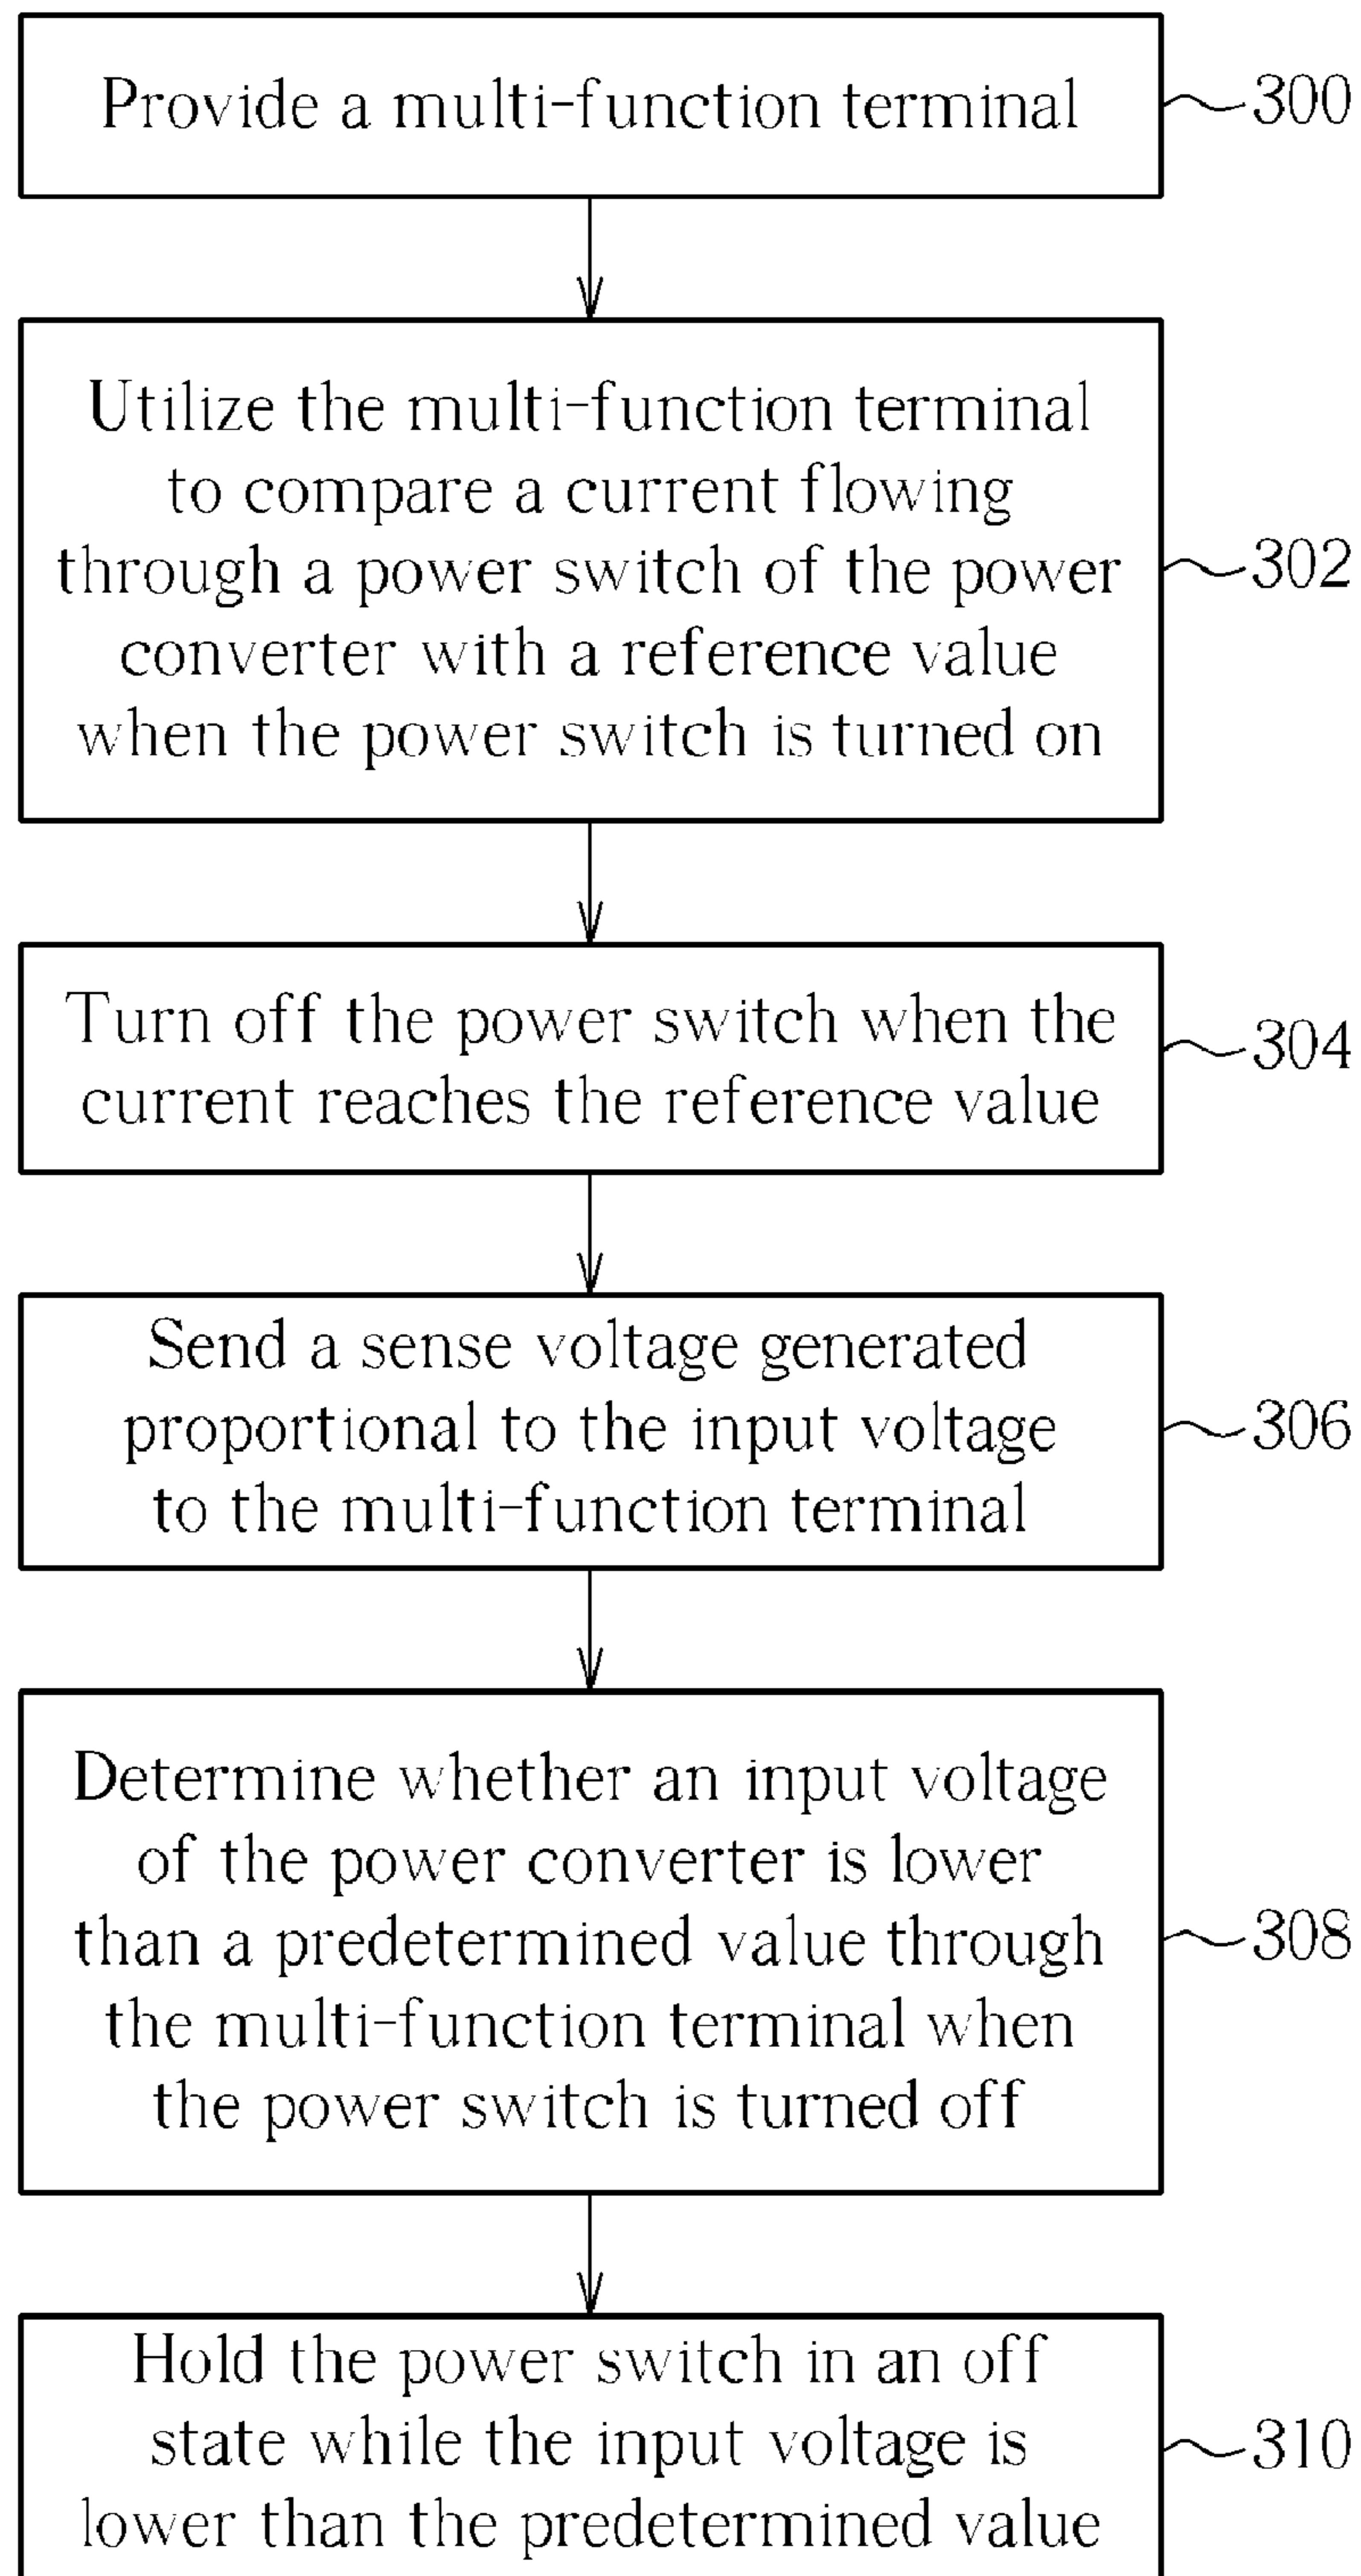 Provide a multi-function terminal
300
Utilize the multi-function terminal
to compare a current flowing
through a power switch of the power
converter with a reference value
when the power switch is turned on
302
Turn off the power switch when the
current reaches the reference value
304
Send a sense voltage generated
proportional to the input voltage
to the multi-function terminal
306
Determine whether an input voltage
of the power converter is lower
than a predetermined value through
the multi-function terminal when
the power switch is turned off
308
Hold the power switch in an off
state while the input voltage is
lower than the predetermined value
310